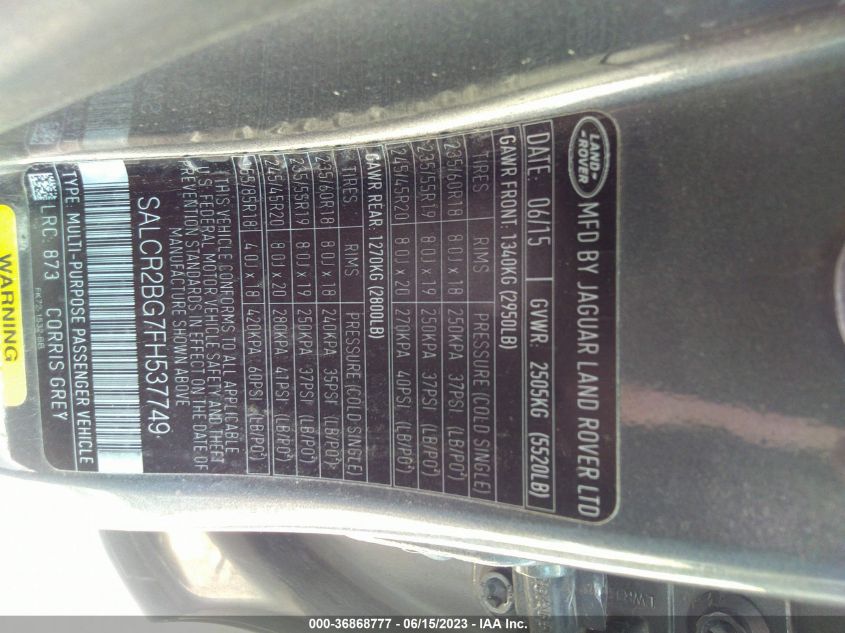 LAND-
-ROVER
MFD BY JAGUAR LAND ROVER LTD
DATE: 06/15 GVWR: 2505KG (5520LB)
GAWR FRONT: 1340KG (2950LB)
TIRES RIMS PRESSURE (COLD SINGLE)
235/60R18 8.0J x 18 250KPA 37PSI (LB/PO²)
235/55R19 8.0J x 19 250KPA 37PSI (LB/PO²)
245/45R20 8.0J x 20 270KPA 40PSI (LB/PO²)
GAWR REAR: 1270KG (2800LB)
TIRES RIMS PRESSURE (COLD SINGLE)
235/60R18 8.0J x 18 240KPA 35PSI (LB/PO²)
235/55R19 8.0J x 19 250KPA 37PSI (LB/PO²)
245/45R20 8.0J x 20 280KPA 41PSI (LB/PO²)
4.0J x 18 420KPA 60PSI (LB/PO²)
THIS VEHICLE CONFORMS TO ALL APPLICABLE
U.S. FEDERAL MOTOR VEHICLE SAFETY AND THEFT
PREVENTION STANDARDS IN EFFECT ON THE DATE OF
MANUFACTURE SHOWN ABOVE
SALCR2BG7FH537749
TYPE: MULTI-PURPOSE PASSENGER VEHICLE
LRC: 873 CORRIS GREY
WARNING
000-36868777 - 06/15/2023 - IAA Inc.